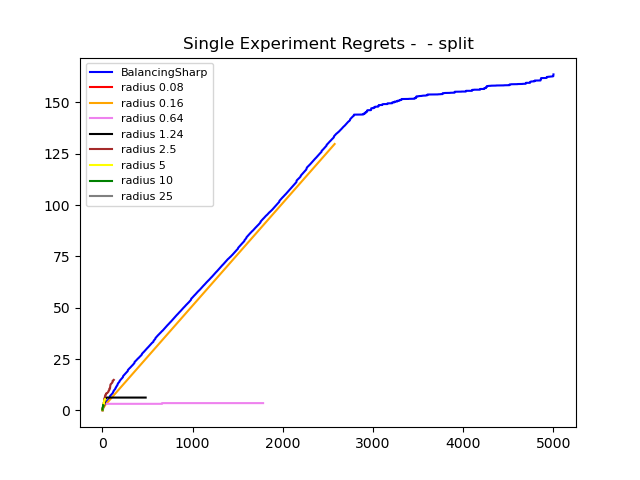 Single Experiment Regrets -  - split
BalancingSharp
radius 0.08
radius 0.16
radius 0.64
radius 1.24
radius 2.5
radius 5
radius 10
radius 25
150
125
100
75
50
25
0
0 1000 2000 3000 4000 5000